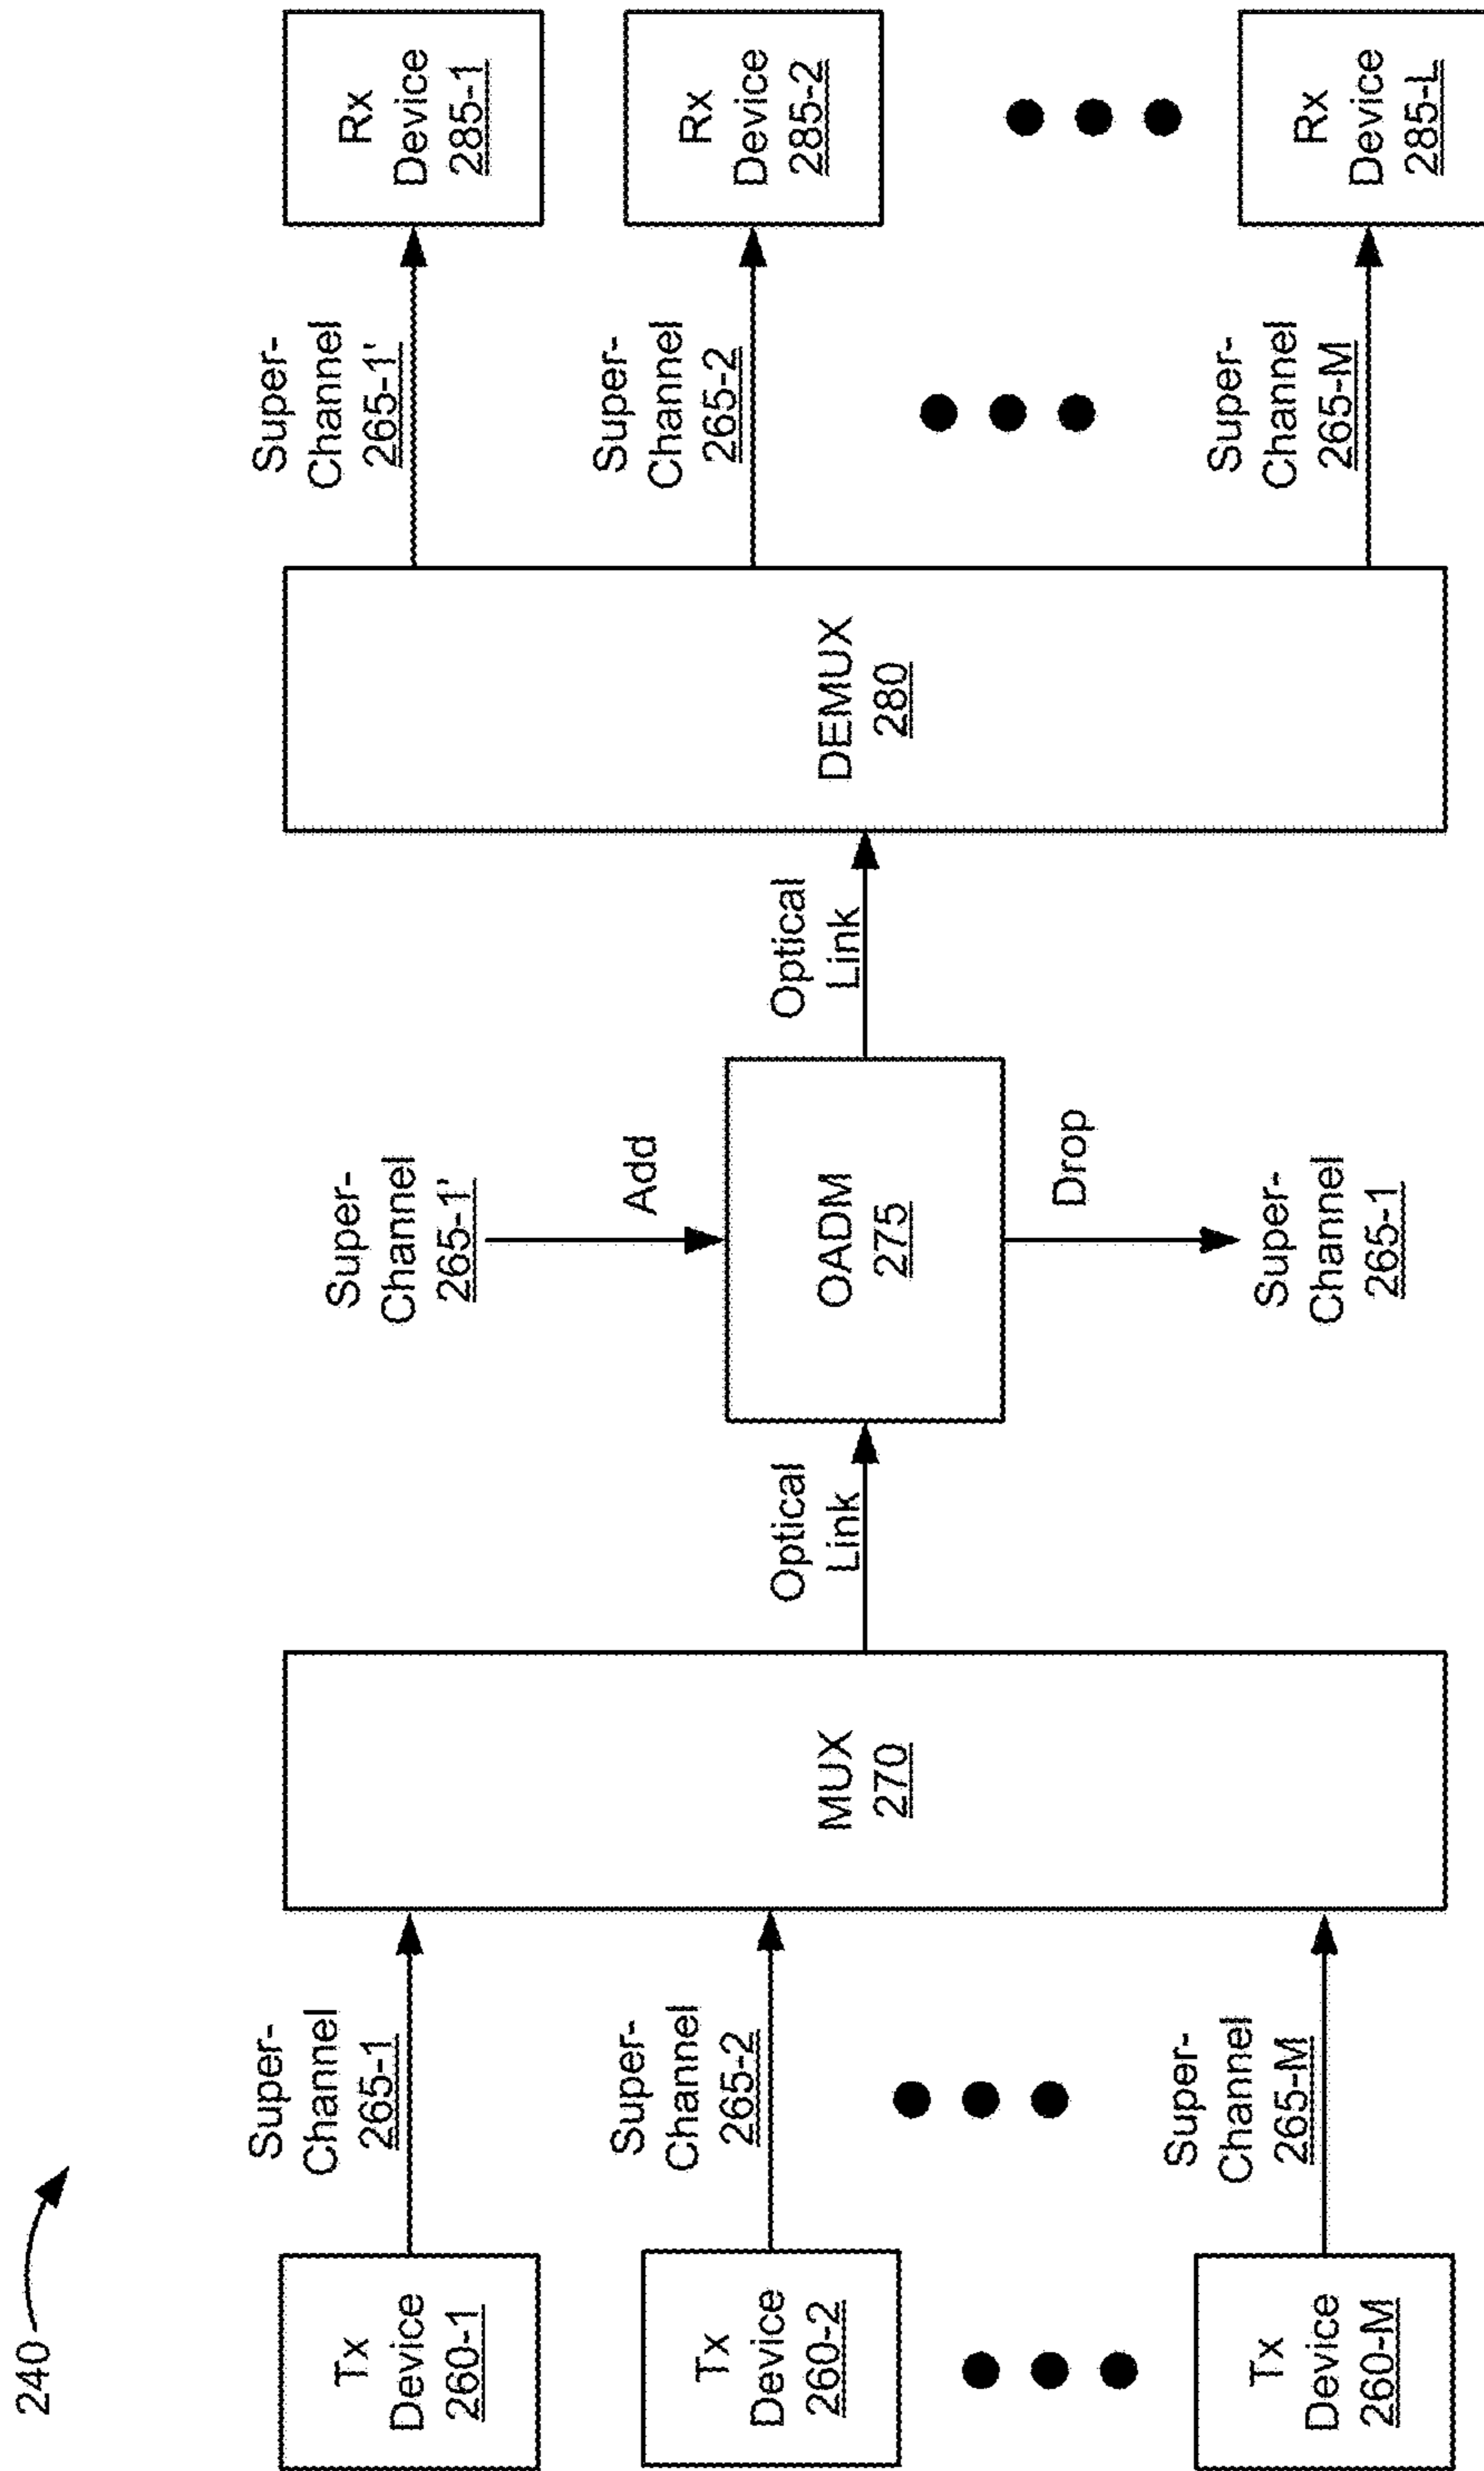 240
Tx
Device
260-1
Tx
Device
260-2
Tx
Device
260-M
Super-
Channel
265-1
Super-
Channel
265-2
Super-
Channel
265-M
MUX
270
Optical
Link
Super-
Channel
265-1'
Add
OADM
275
Drop
Super-
Channel
265-1
Optical
Link
DEMUX
280
Super-
Channel
265-1'
Super-
Channel
265-2
Super-
Channel
265-M
Rx
Device
285-1
Rx
Device
285-2
Rx
Device
285-L